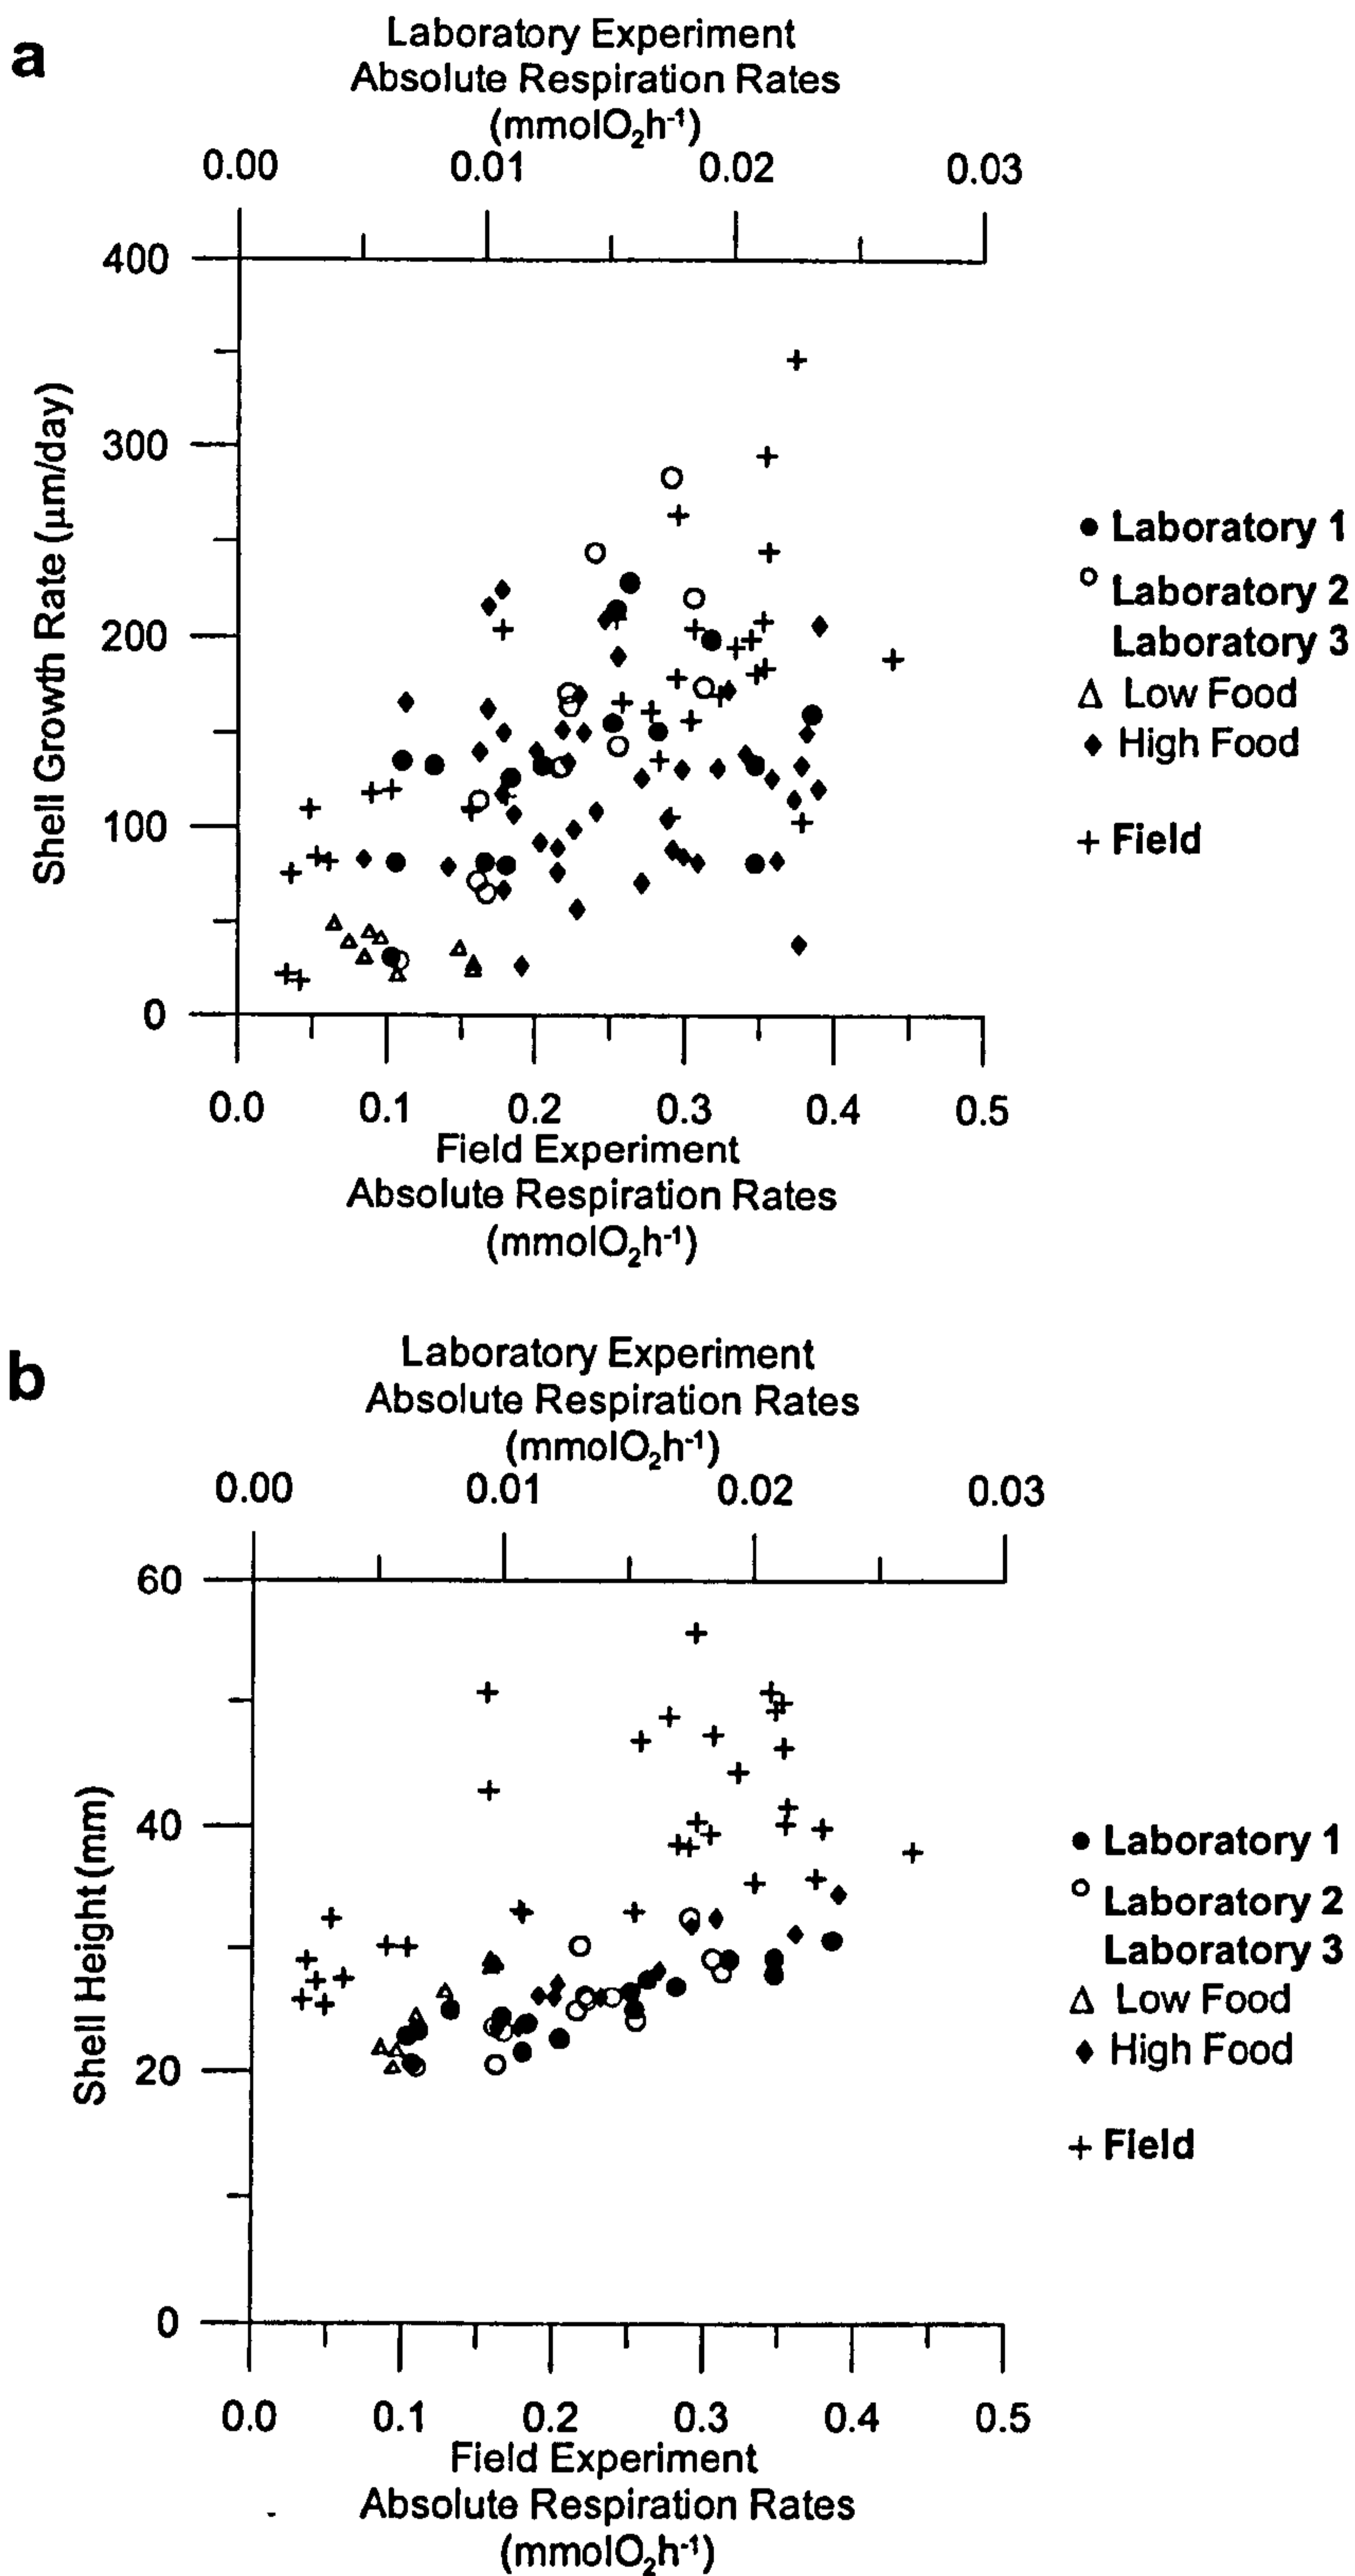 a
Laboratory Experiment
Absolute Respiration Rates
(mmolO₂h⁻¹)
0.00 0.01 0.02 0.03
400
300
200
100
0
Shell Growth Rate (µm/day)
0.0 0.1 0.2 0.3 0.4 0.5
Field Experiment
Absolute Respiration Rates
(mmolO₂h⁻¹)
Laboratory 1
Laboratory 2
Laboratory 3
Low Food
High Food
Field
b
Laboratory Experiment
Absolute Respiration Rates
(mmolO₂h⁻¹)
0.00 0.01 0.02 0.03
60
40
20
0
Shell Height (mm)
0.0 0.1 0.2 0.3 0.4 0.5
Field Experiment
Absolute Respiration Rates
(mmolO₂h⁻¹)
Laboratory 1
Laboratory 2
Laboratory 3
Low Food
High Food
Field